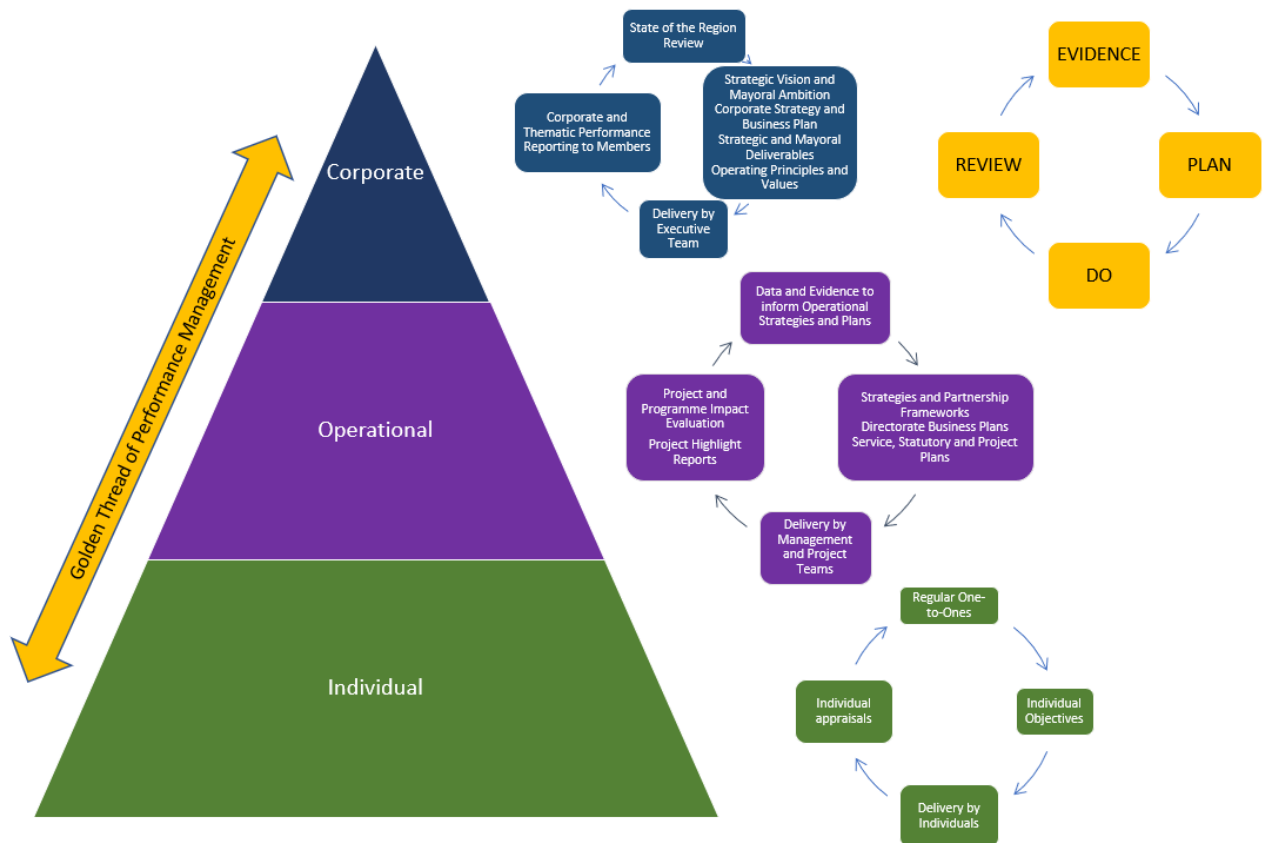 Golden Thread of Performance Management
Corporate
Operational
Individual
State of the Region
Review
Strategic Vision and
Mayoral Ambition
Corporate Strategy and
Business Plan
Strategic and Mayoral
Deliverables
Operating Principles and
Values
Delivery by
Executive
Team
Corporate and
Thematic Performance
Reporting to Members
EVIDENCE
PLAN
DO
REVIEW
Data and Evidence to
inform Operational
Strategies and Plans
Strategies and Partnership
Frameworks
Directorate Business Plans
Service, Statutory and Project
Plans
Delivery by
Management
and Project
Teams
Project and
Programme Impact
Evaluation
Project Highlight
Reports
Regular One-
to-Ones
Individual
Objectives
Delivery by
Individuals
Individual
appraisals